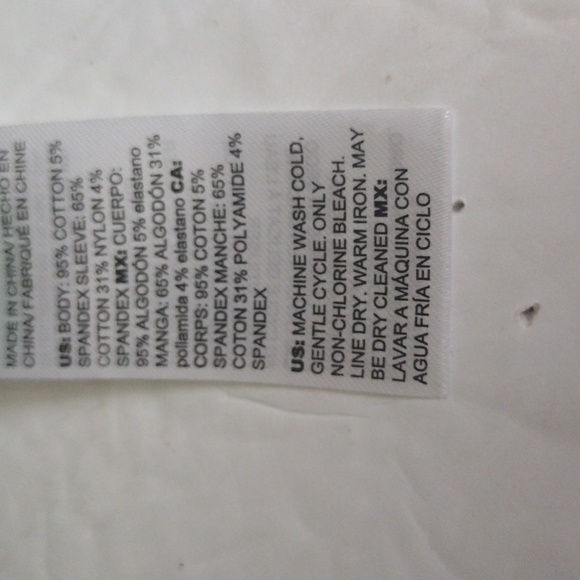 MADE IN CHINA/ HECHO EN
CHINA/ FABRIQUÉ EN CHINE
US: BODY: 95% COTTON 5%
SPANDEX SLEEVE: 65%
COTTON 31% NYLON 4%
SPANDEX MX: CUERPO:
95% ALGODÓN 5% elastano
MANGA: 65% ALGODÓN 31%
poliamida 4% elastano CA:
CORPS: 95% COTON 5%
SPANDEX MANCHE: 65%
COTON 31% POLYAMIDE 4%
SPANDEX
US: MACHINE WASH COLD,
GENTLE CYCLE. ONLY
NON-CHLORINE BLEACH.
LINE DRY. WARM IRON. MAY
BE DRY CLEANED MX:
LAVAR A MÁQUINA CON
AGUA FRÍA EN CICLO